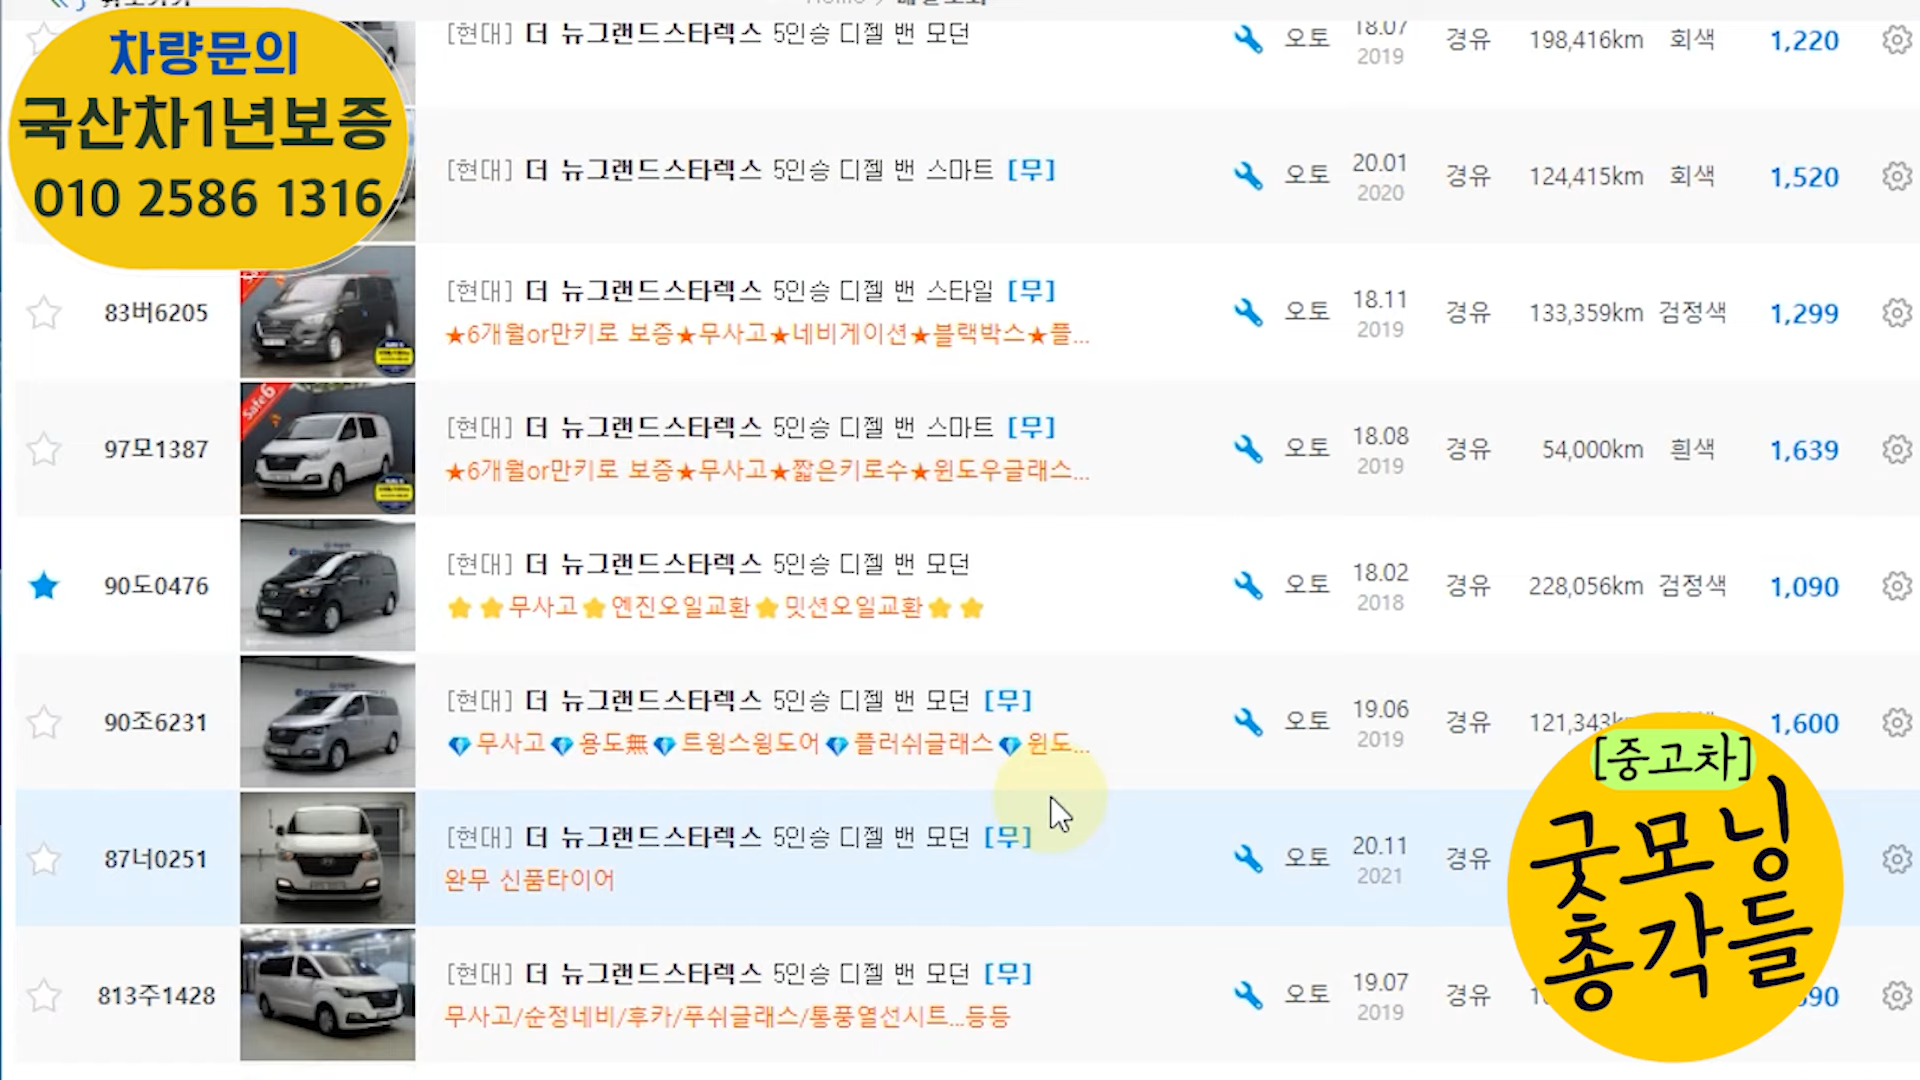 차량문의
국산차1년보증
010 2586 1316
[현대] 더 뉴그랜드스타렉스 5인승 디젤 밴 모던
오토 18.07 2019 경유 198,416km 회색 1,220
[현대] 더 뉴그랜드스타렉스 5인승 디젤 밴 스마트 [무]
오토 20.01 2020 경유 124,415km 회색 1,520
83버6205
[현대] 더 뉴그랜드스타렉스 5인승 디젤 밴 스타일 [무]
★6개월or만키로 보증★무사고★네비게이션★블랙박스★플...
오토 18.11 2019 경유 133,359km 검정색 1,299
97모1387
Safe6
[현대] 더 뉴그랜드스타렉스 5인승 디젤 밴 스마트 [무]
★6개월or만키로 보증★무사고★짧은키로수★윈도우글래스...
오토 18.08 2019 경유 54,000km 흰색 1,639
90도0476
[현대] 더 뉴그랜드스타렉스 5인승 디젤 밴 모던
⭐⭐무사고⭐엔진오일교환⭐밋션오일교환⭐⭐
오토 18.02 2018 경유 228,056km 검정색 1,090
90조6231
[현대] 더 뉴그랜드스타렉스 5인승 디젤 밴 모던 [무]
💎무사고💎용도無💎트윙스윙도어💎플러쉬글래스💎윈도...
오토 19.06 2019 경유 1,600
87너0251
[현대] 더 뉴그랜드스타렉스 5인승 디젤 밴 모던 [무]
완무 신품타이어
오토 20.11 2021 경유
813주1428
[현대] 더 뉴그랜드스타렉스 5인승 디젤 밴 모던 [무]
무사고/순정네비/후카/푸쉬글래스/통풍열선시트...등등
오토 19.07 2019 경유
[중고차]
굿모닝
총각들